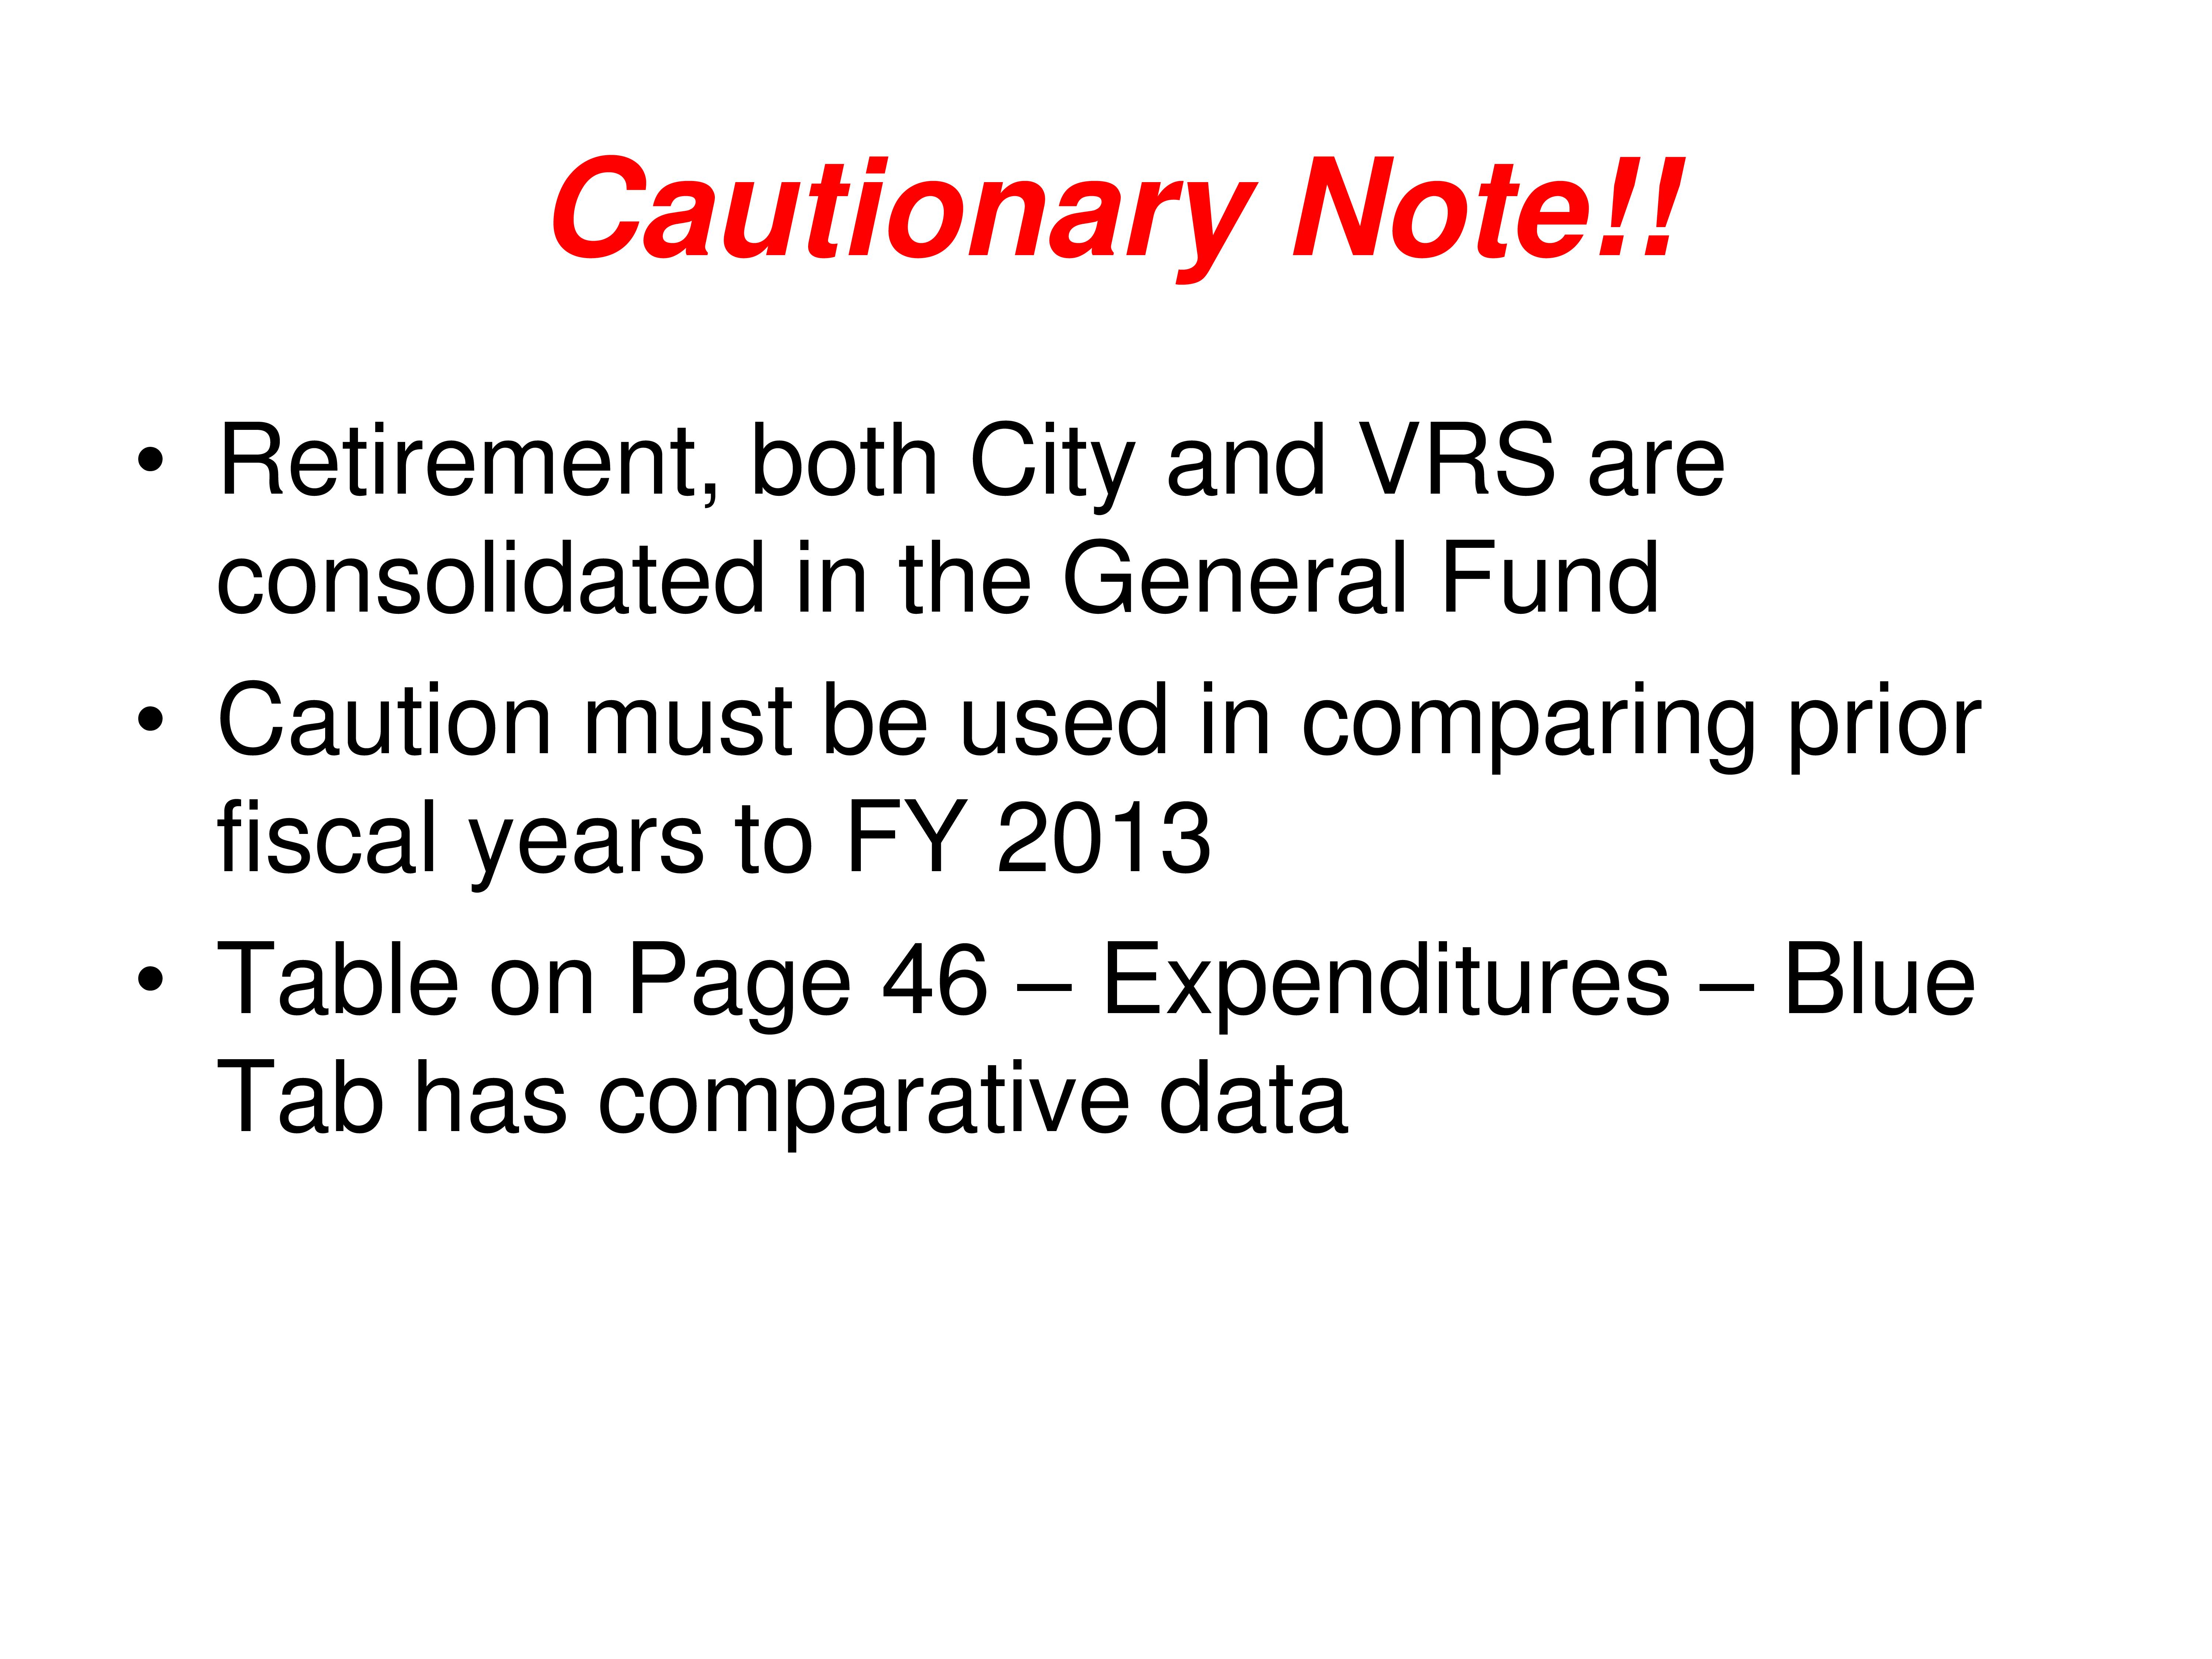 Cautionary Note!!
• Retirement, both City and VRS are
consolidated in the General Fund
• Caution must be used in comparing prior
fiscal years to FY 2013
• Table on Page 46 – Expenditures – Blue
Tab has comparative data